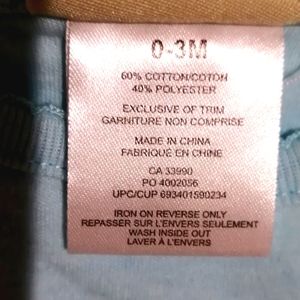 0-3M
60% COTTON/COTON
40% POLYESTER
EXCLUSIVE OF TRIM
GARNITURE NON COMPRISE
MADE IN CHINA
FABRIQUÉ EN CHINE
CA 33990
PO 4002056
UPC/CUP 693401590234
IRON ON REVERSE ONLY
REPASSER SUR L'ENVERS SEULEMENT
WASH INSIDE OUT
LAVER À L'ENVERS